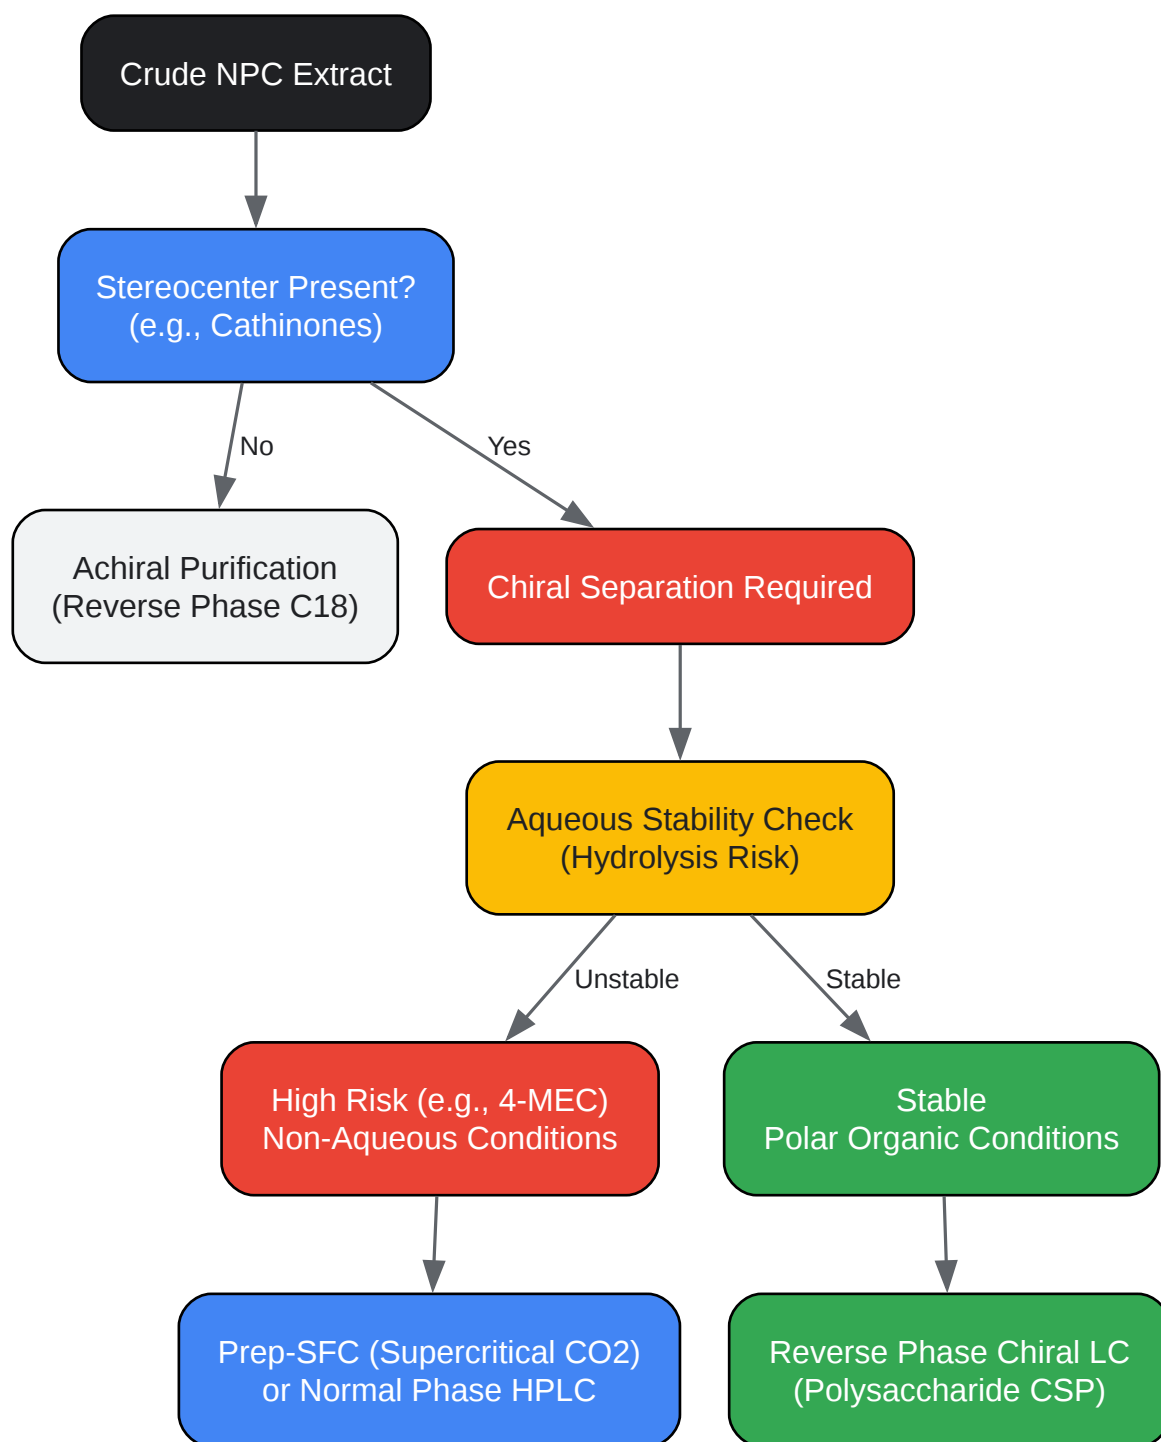 Crude NPC Extract
Stereocenter Present?
(e.g., Cathinones)
No
Yes
Achiral Purification
(Reverse Phase C18)
Chiral Separation Required
Aqueous Stability Check
(Hydrolysis Risk)
Unstable
Stable
High Risk (e.g., 4-MEC)
Non-Aqueous Conditions
Stable
Polar Organic Conditions
Prep-SFC (Supercritical CO2)
or Normal Phase HPLC
Reverse Phase Chiral LC
(Polysaccharide CSP)